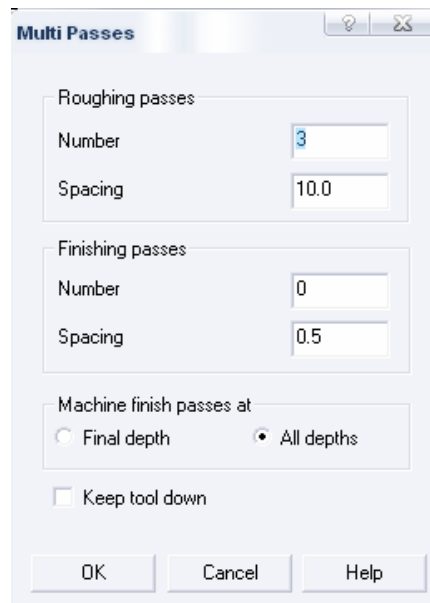 Multi Passes
Roughing passes
Number 3
Spacing 10.0
Finishing passes
Number 0
Spacing 0.5
Machine finish passes at
Final depth All depths
Keep tool down
OK Cancel Help